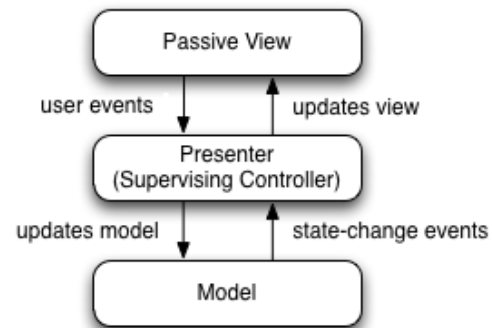 Passive View
user events
updates view
Presenter
(Supervising Controller)
updates model
state-change events
Model